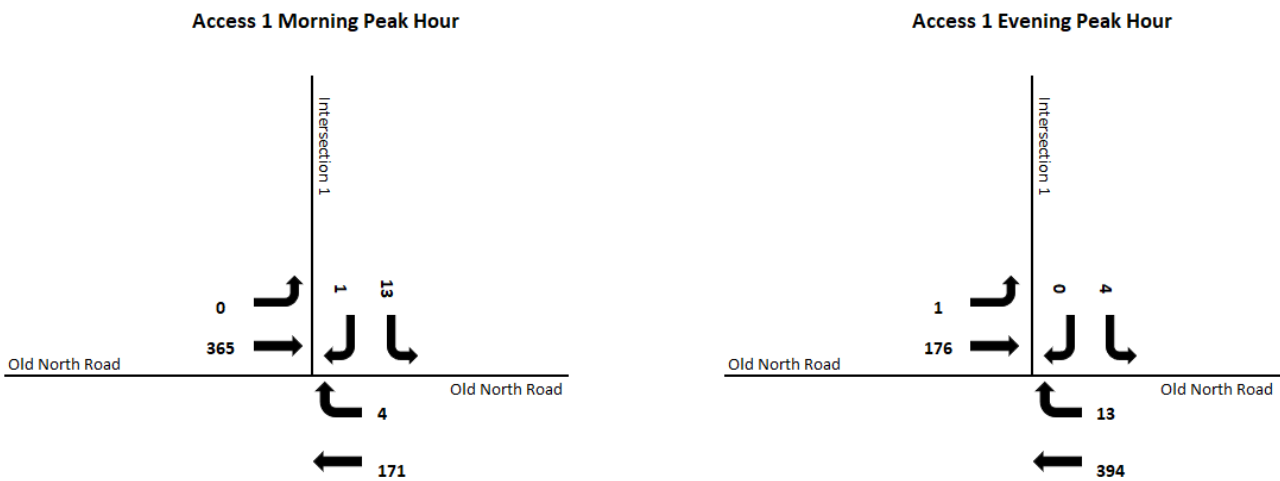 Access 1 Morning Peak Hour
Intersection 1
0
1
13
365
Old North Road
Old North Road
4
171
Access 1 Evening Peak Hour
Intersection 1
1
0
4
176
Old North Road
Old North Road
13
394